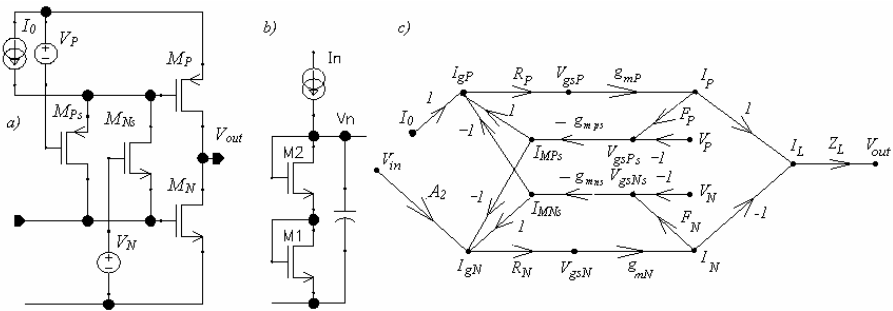 I0
VP
MP
a)
MPs
MNs
Vout
MN
VN
b)
In
Vn
M2
M1
c)
IgP
RP
VgsP
gmP
IP
1
1
1
I0
-1
- gmps
FP
VP
IMPs
VgsPs
-1
IL
ZL
Vout
Vin
- gmns
VgsNs
-1
VN
A2
-1
IMNs
1
FN
-1
IgN
RN
VgsN
gmN
IN